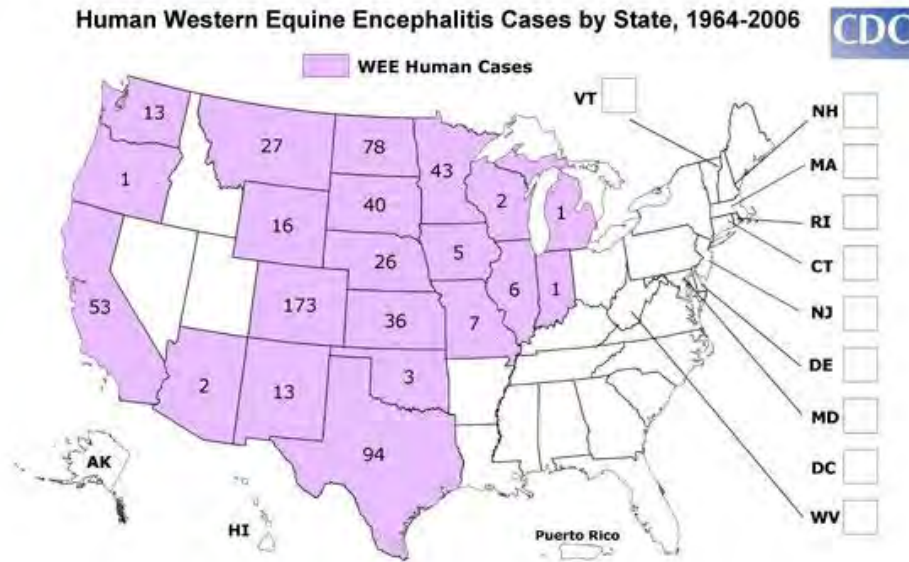 Human Western Equine Encephalitis Cases by State, 1964-2006
CDC
WEE Human Cases
VT
NH
13
27
78
43
MA
1
2
1
40
16
RI
5
26
CT
6
1
53
173
NJ
36
7
DE
2
13
3
MD
94
AK
DC
WV
HI
Puerto Rico